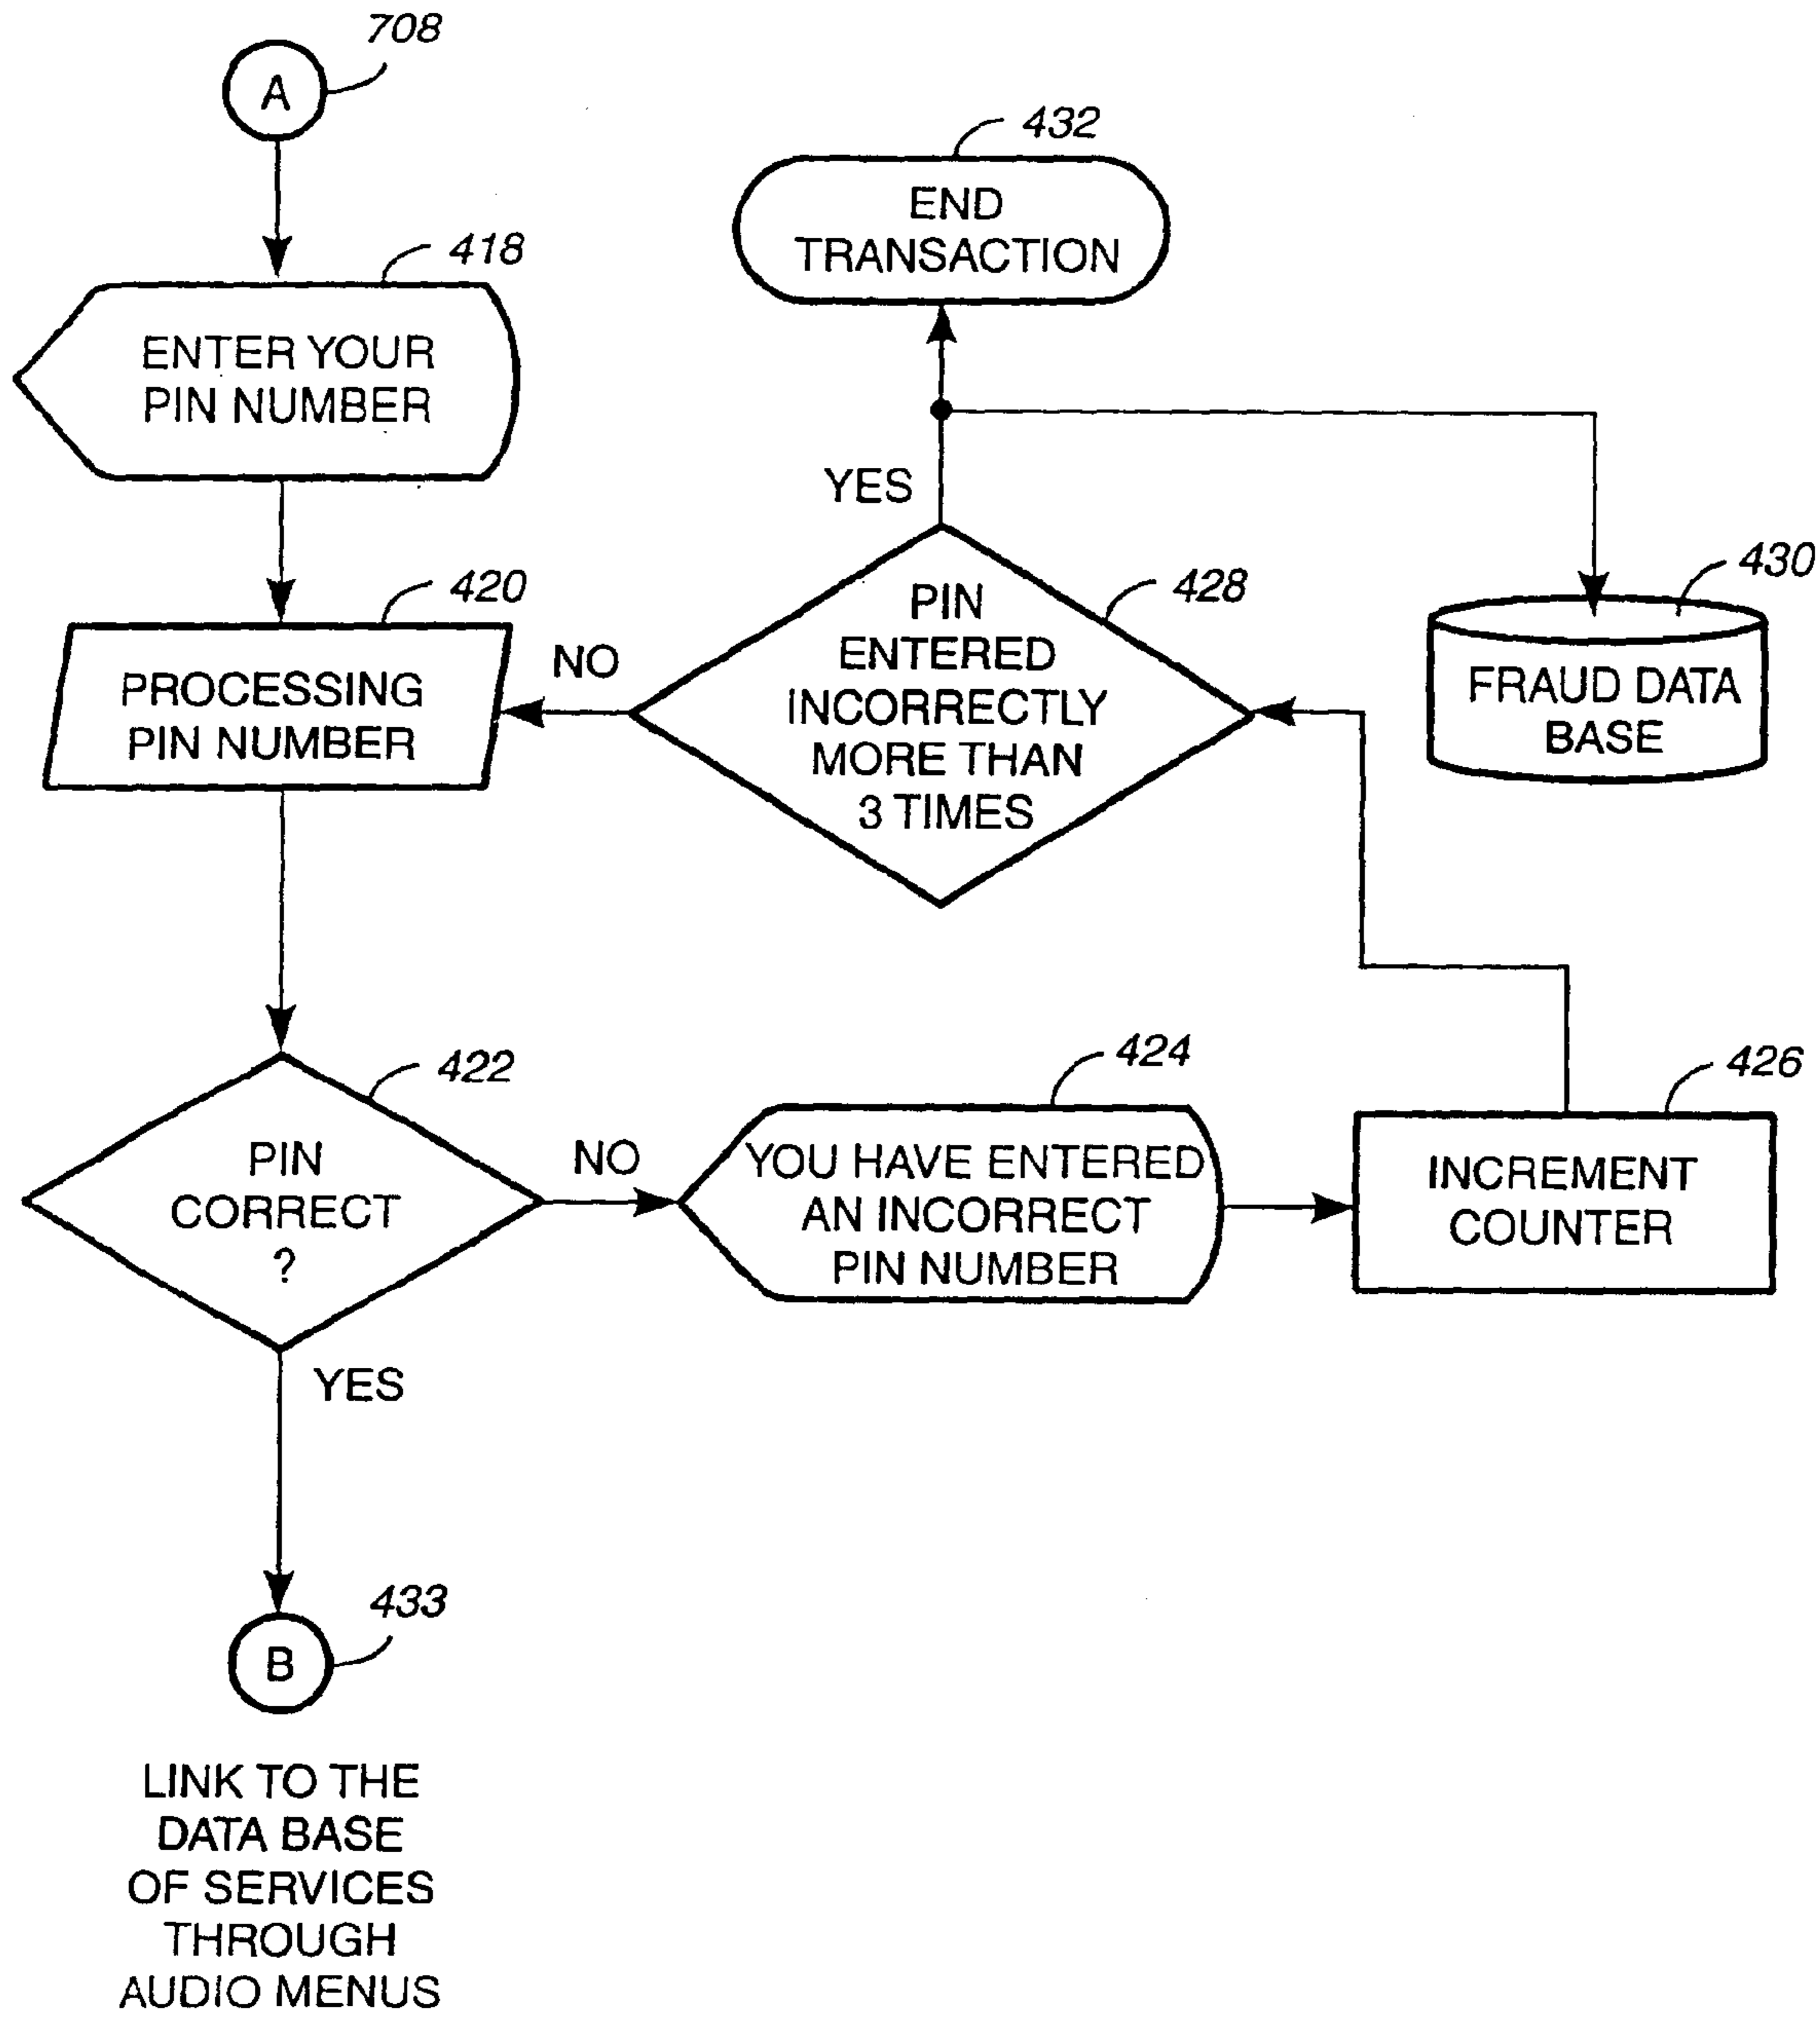 708
A
432
END
TRANSACTION
418
ENTER YOUR
PIN NUMBER
YES
430
FRAUD DATA
BASE
420
PROCESSING
PIN NUMBER
NO
428
PIN
ENTERED
INCORRECTLY
MORE THAN
3 TIMES
422
PIN
CORRECT
?
NO
424
YOU HAVE ENTERED
AN INCORRECT
PIN NUMBER
426
INCREMENT
COUNTER
YES
433
B
LINK TO THE
DATA BASE
OF SERVICES
THROUGH
AUDIO MENUS